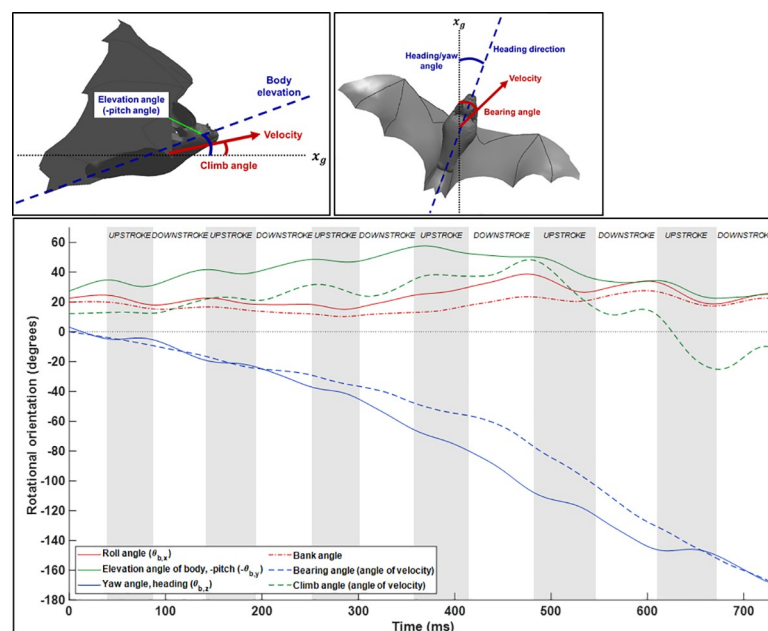 x_g
Heading/yaw
angle
Heading direction
Velocity
Bearing angle
Elevation angle
(-pitch angle)
Body
elevation
Velocity
x_g
Climb angle
UPSTROKE DOWNSTROKE UPSTROKE DOWNSTROKE UPSTROKE DOWNSTROKE UPSTROKE DOWNSTROKE UPSTROKE DOWNSTROKE UPSTROKE DOWNSTR
60
40
20
0
-20
-40
-60
-80
-100
-120
-140
-160
-180
Rotational orientation (degrees)
Roll angle (θb,x)
Elevation angle of body, -pitch (-θb,y)
Yaw angle, heading (θb,z)
Bank angle
Bearing angle (angle of velocity)
Climb angle (angle of velocity)
0 100 200 300 400 500 600 700
Time (ms)